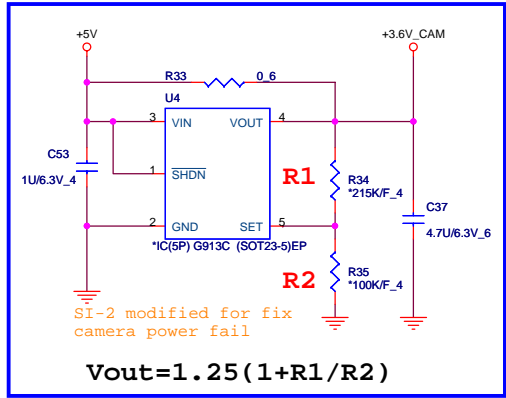 +5V
+3.6V_CAM
R33
0_6
U4
3
VIN
VOUT
4
C53
1U/6.3V_4
1
SHDN
R1
R34
*215K/F_4
C37
4.7U/6.3V_6
2
GND
SET
5
*IC(5P) G913C (SOT23-5)EP
R2
R35
*100K/F_4
SI-2 modified for fix
camera power fail
Vout=1.25(1+R1/R2)